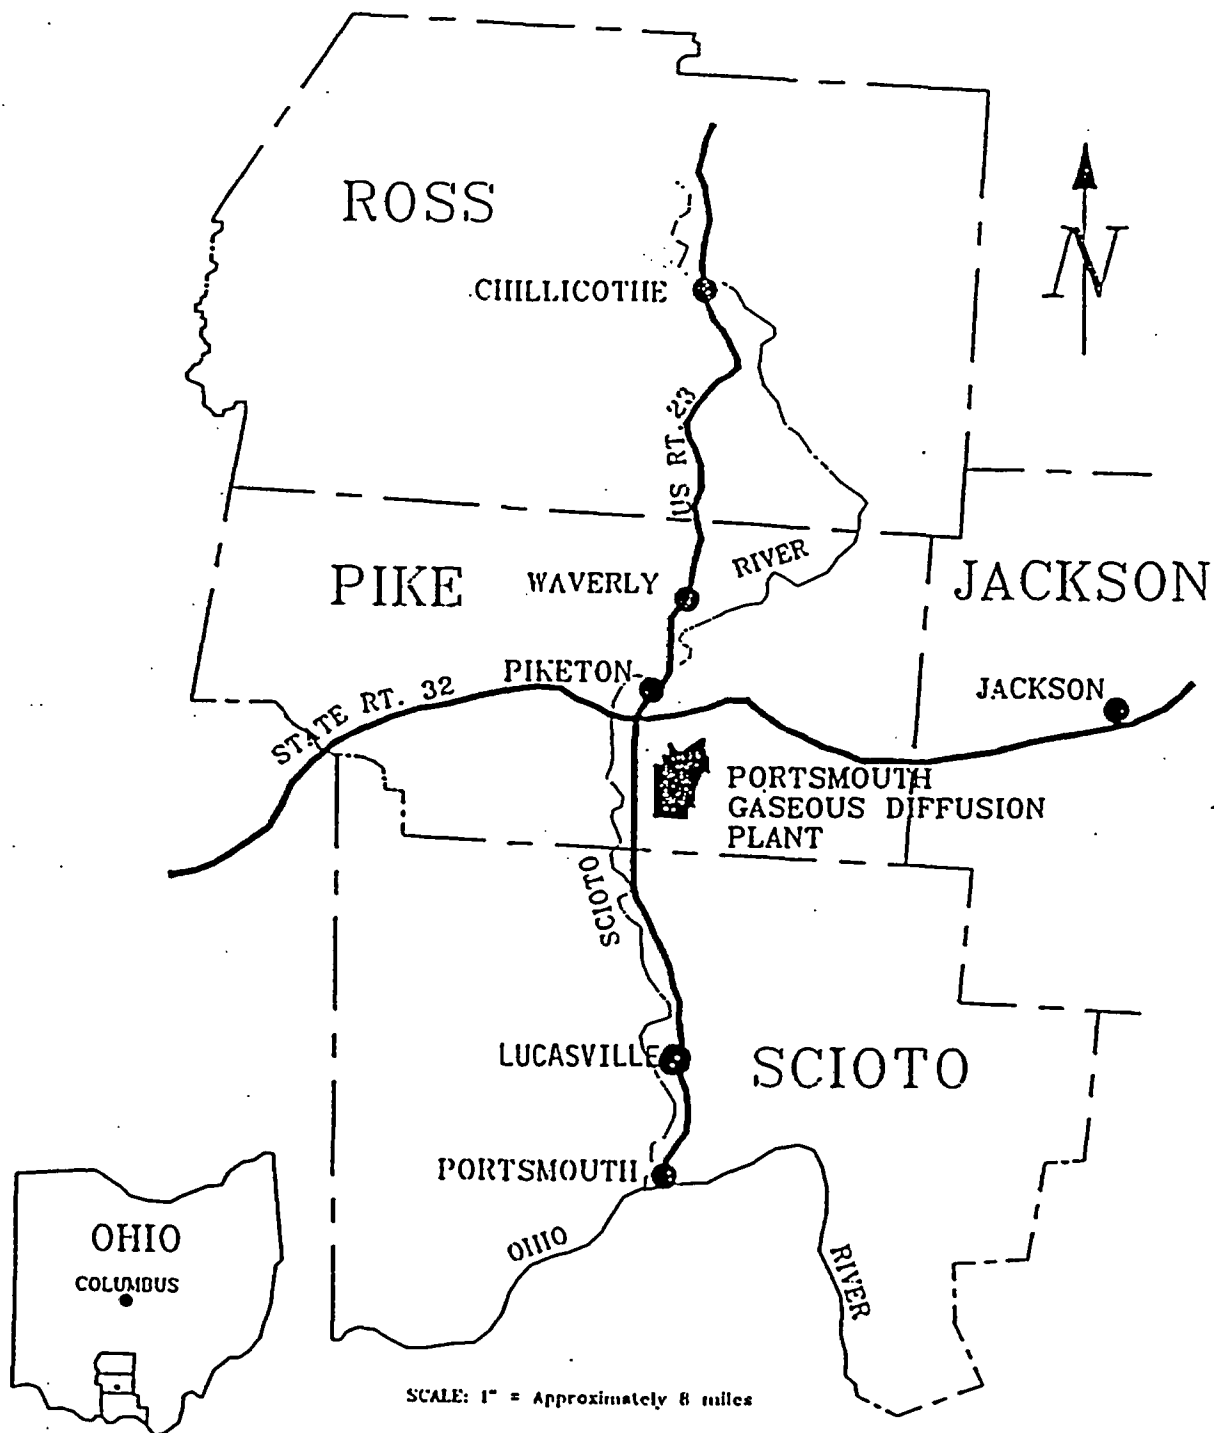 ROSS
N
CHILLICOTHE
US RT. 23
PIKE
WAVERLY
RIVER
JACKSON
PIKETON
JACKSON
STATE RT. 32
PORTSMOUTH
GASEOUS DIFFUSION
PLANT
SCIOTO
LUCASVILLE
SCIOTO
PORTSMOUTH
OHIO
RIVER
OHIO
COLUMBUS
SCALE: 1" = Approximately 8 miles